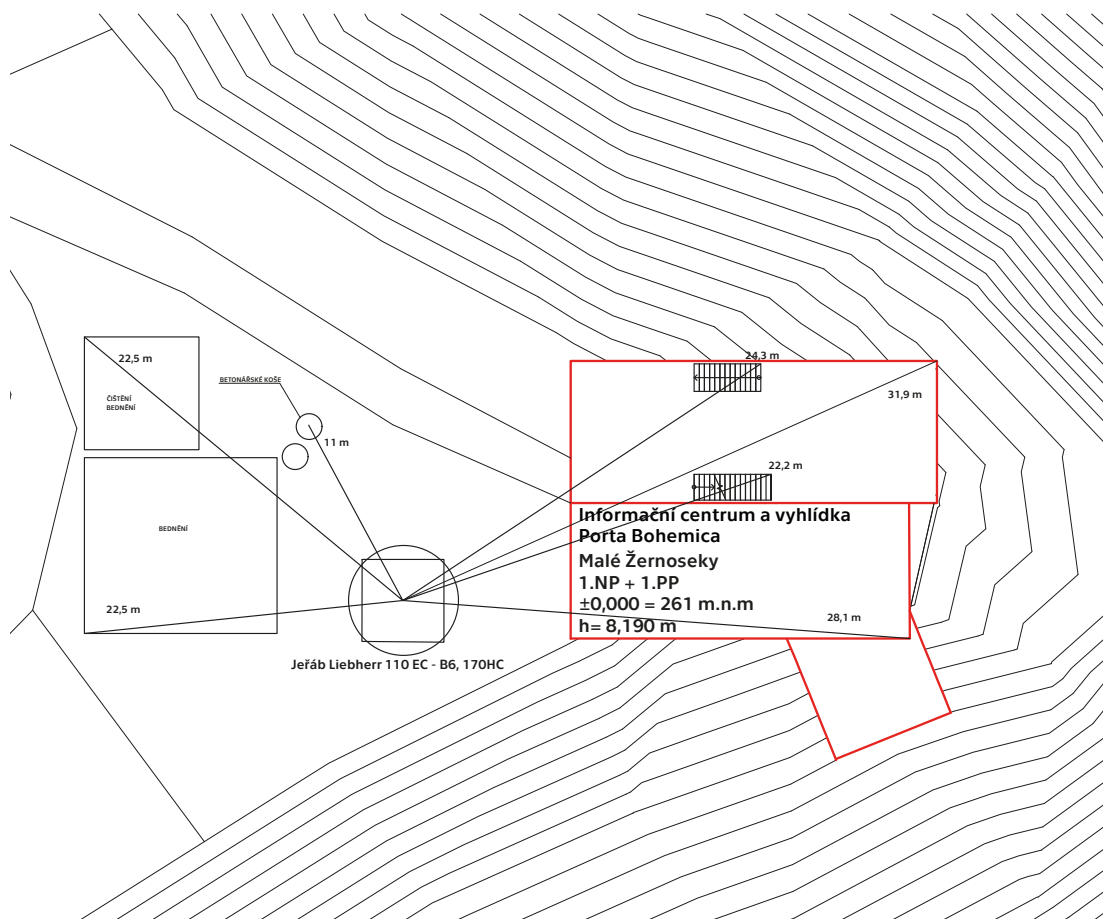 22,5 m
ČIŠTĚNÍ
BEDNĚNÍ
BETONÁŘSKÉ KOŠE
11 m
24,3 m
31,9 m
22,2 m
BEDNĚNÍ
22,5 m
Informační centrum a vyhlídka
Porta Bohemica
Malé Žernoseky
1.NP + 1.PP
±0,000 = 261 m.n.m
h= 8,190 m
28,1 m
Jeřáb Liebherr 110 EC - B6, 170HC